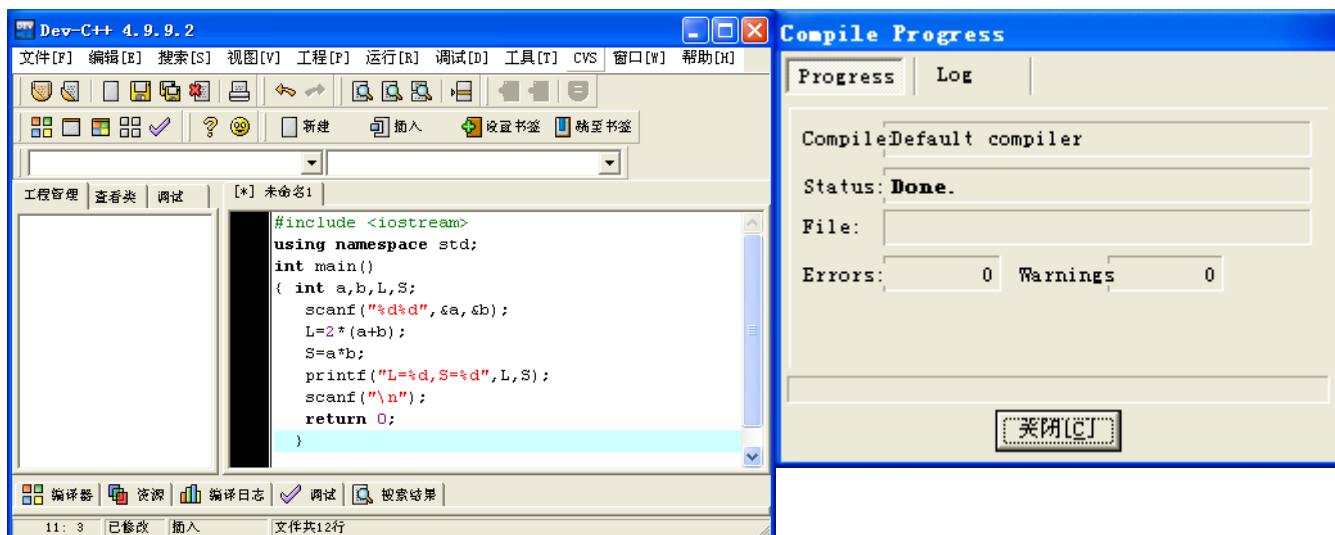 Dev-C++ 4.9.9.2
文件[F] 编辑[E] 搜索[S] 视图[V] 工程[P] 运行[R] 调试[D] 工具[T] CVS 窗口[W] 帮助[H]
新建 插入 设置书签 跳至书签
工程管理 查看类 调试 [*] 未命名1
#include <iostream>
using namespace std;
int main()
{ int a,b,L,S;
scanf("%d%d",&a,&b);
L=2*(a+b);
S=a*b;
printf("L=%d,S=%d",L,S);
scanf("\n");
return 0;
}
编译器 资源 编译日志 调试 搜索结果
11: 3 已修改 插入 文件共12行
Compile Progress
Progress Log
Compile Default compiler
Status: Done.
File:
Errors: 0 Warnings 0
关闭[C]